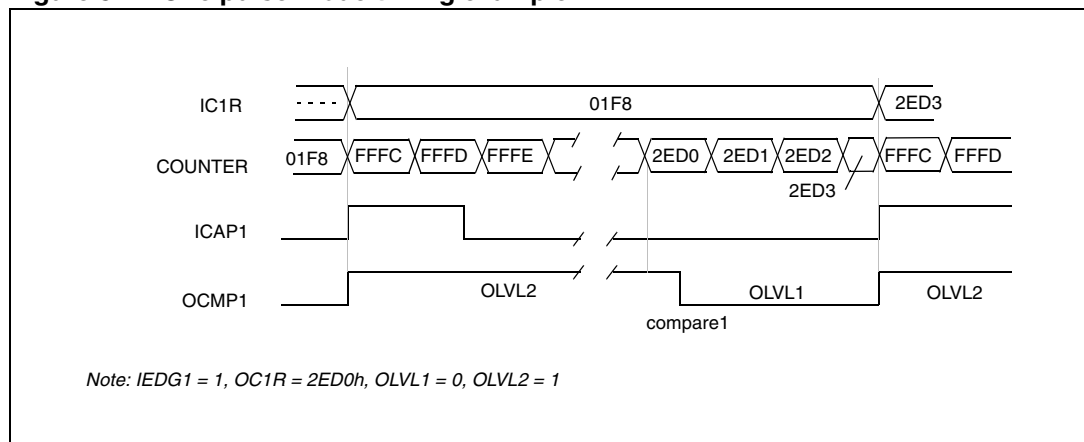 IC1R - - - - 01F8 2ED3
COUNTER 01F8 FFFC FFFD FFFE 2ED0 2ED1 2ED2 FFFC FFFD
2ED3
ICAP1
OCMP1 OLVL2 OLVL1 OLVL2
compare1
Note: IEDG1 = 1, OC1R = 2ED0h, OLVL1 = 0, OLVL2 = 1